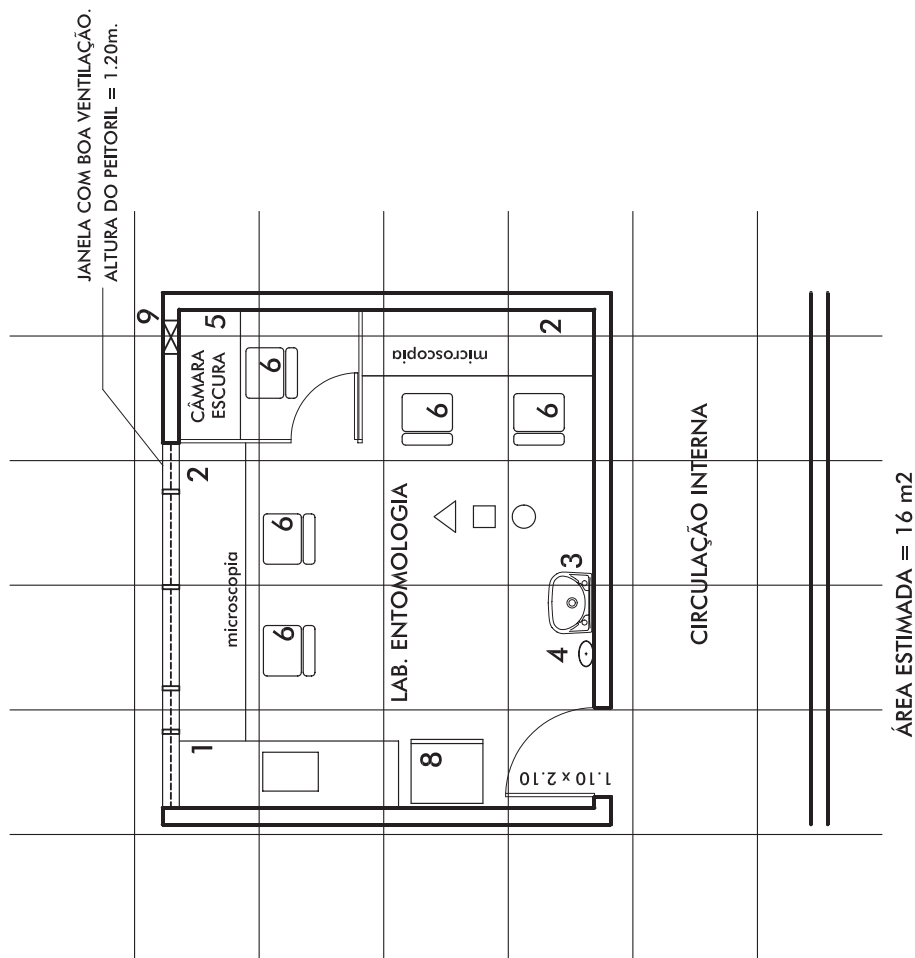 JANELA COM BOA VENTILAÇÃO.
ALTURA DO PEITORIL = 1.20m.
9
CÂMARA
ESCURA
5
6
2
microscopia
microscopia
2
6
6
6
6
1
LAB. ENTOMOLOGIA
8
4
3
1.10 x 2.10
CIRCULAÇÃO INTERNA
ÁREA ESTIMADA = 16 m2